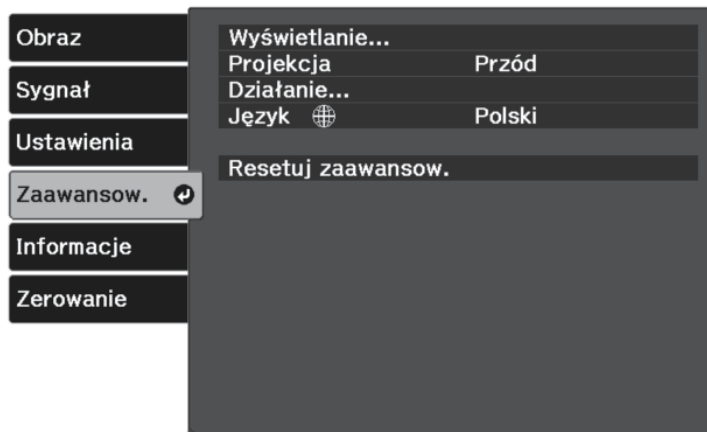 Obraz
Sygnał
Ustawienia
Zaawansow.
Informacje
Zerowanie
Wyświetlanie...
Projekcja Przód
Działanie...
Język Polski
Resetuj zaawansow.